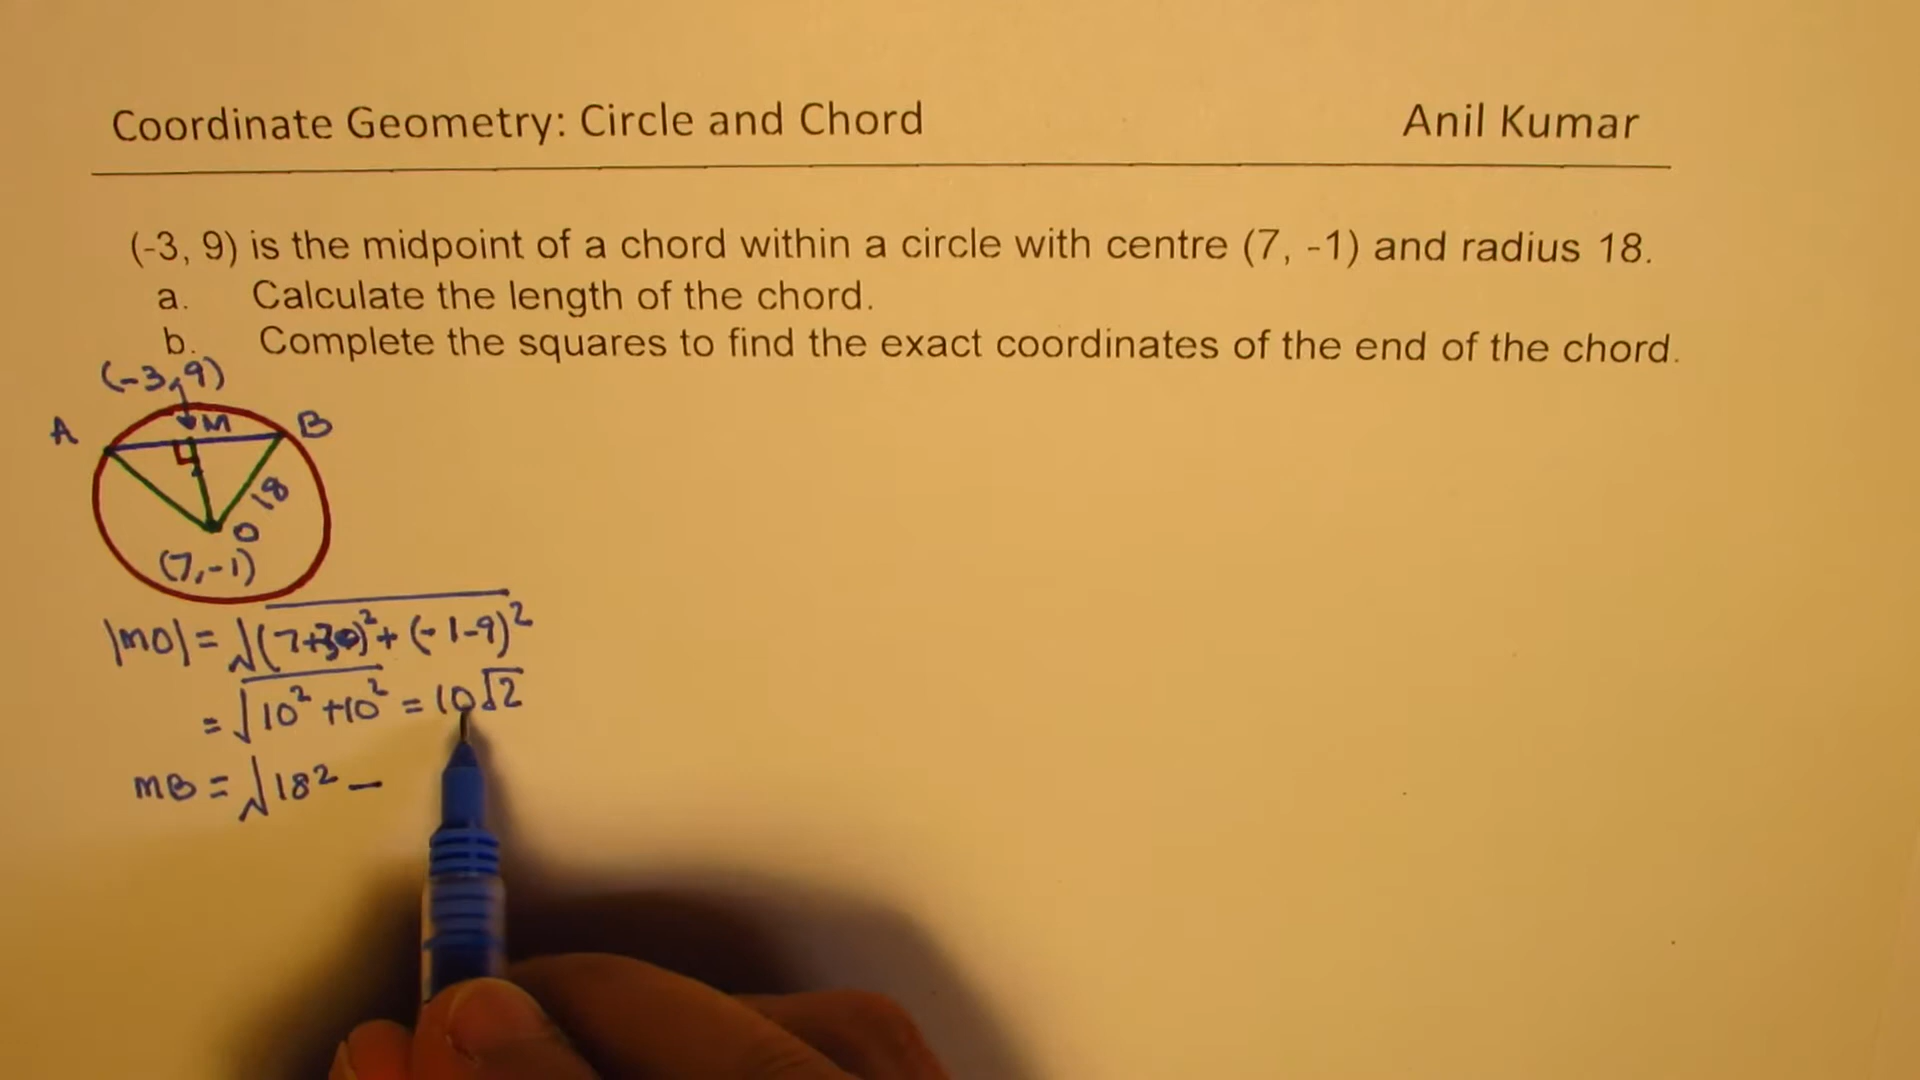 Coordinate Geometry: Circle and Chord Anil Kumar
(-3, 9) is the midpoint of a chord within a circle with centre (7, -1) and radius 18.
a. Calculate the length of the chord.
b. Complete the squares to find the exact coordinates of the end of the chord.
(-3, 9)
A M B
18
O
(7, -1)
|MO| = √(7+3)² + (-1-9)²
= √10² + 10² = 10√2
MB = √18² -